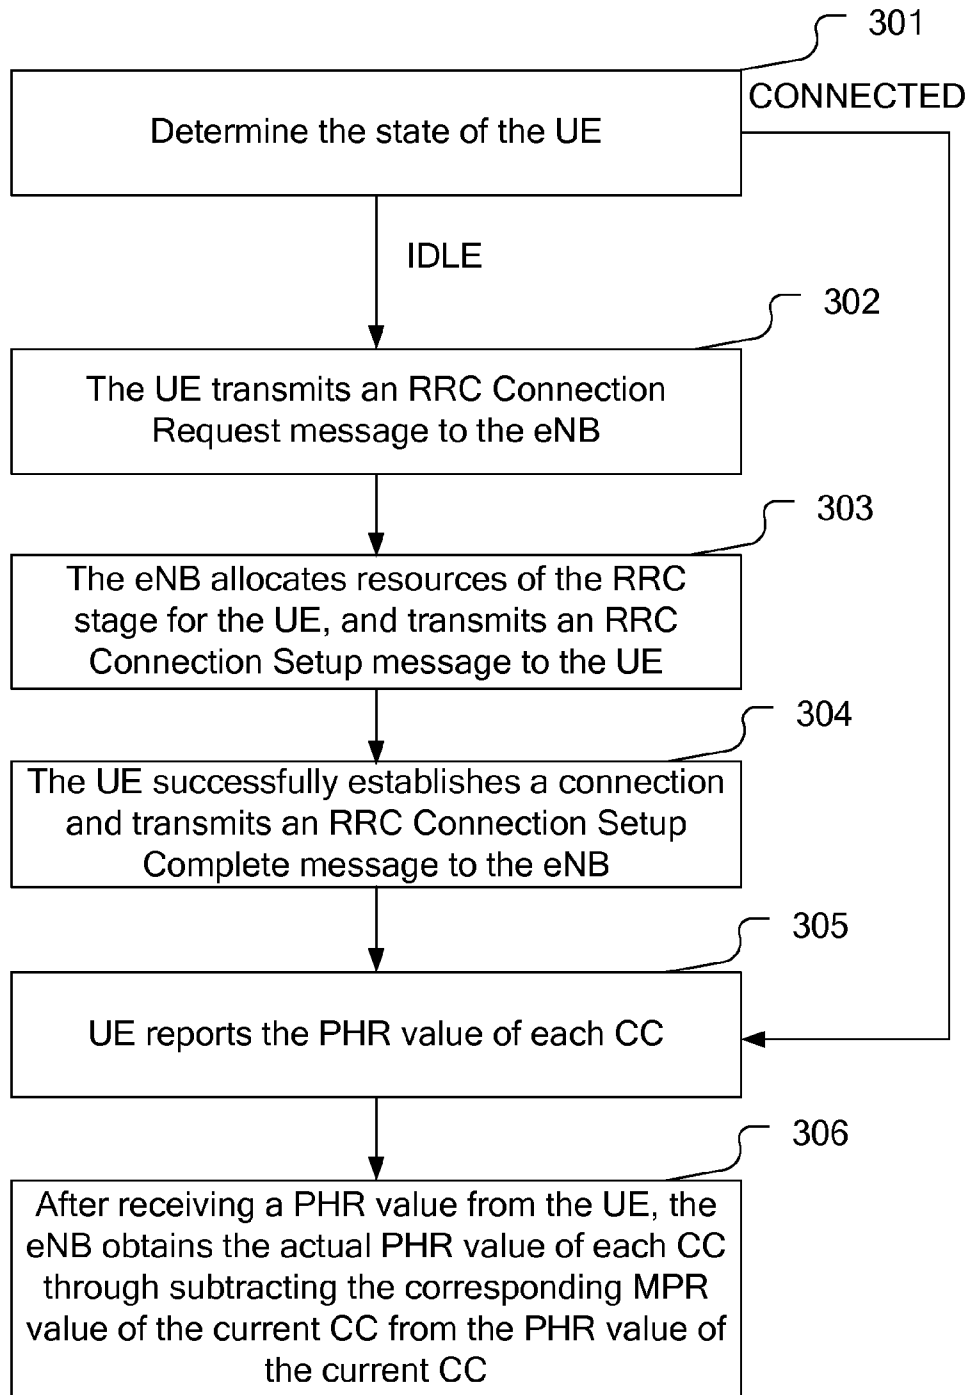 301
CONNECTED
Determine the state of the UE
IDLE
302
The UE transmits an RRC Connection
Request message to the eNB
303
The eNB allocates resources of the RRC
stage for the UE, and transmits an RRC
Connection Setup message to the UE
304
The UE successfully establishes a connection
and transmits an RRC Connection Setup
Complete message to the eNB
305
UE reports the PHR value of each CC
306
After receiving a PHR value from the UE, the
eNB obtains the actual PHR value of each CC
through subtracting the corresponding MPR
value of the current CC from the PHR value of
the current CC